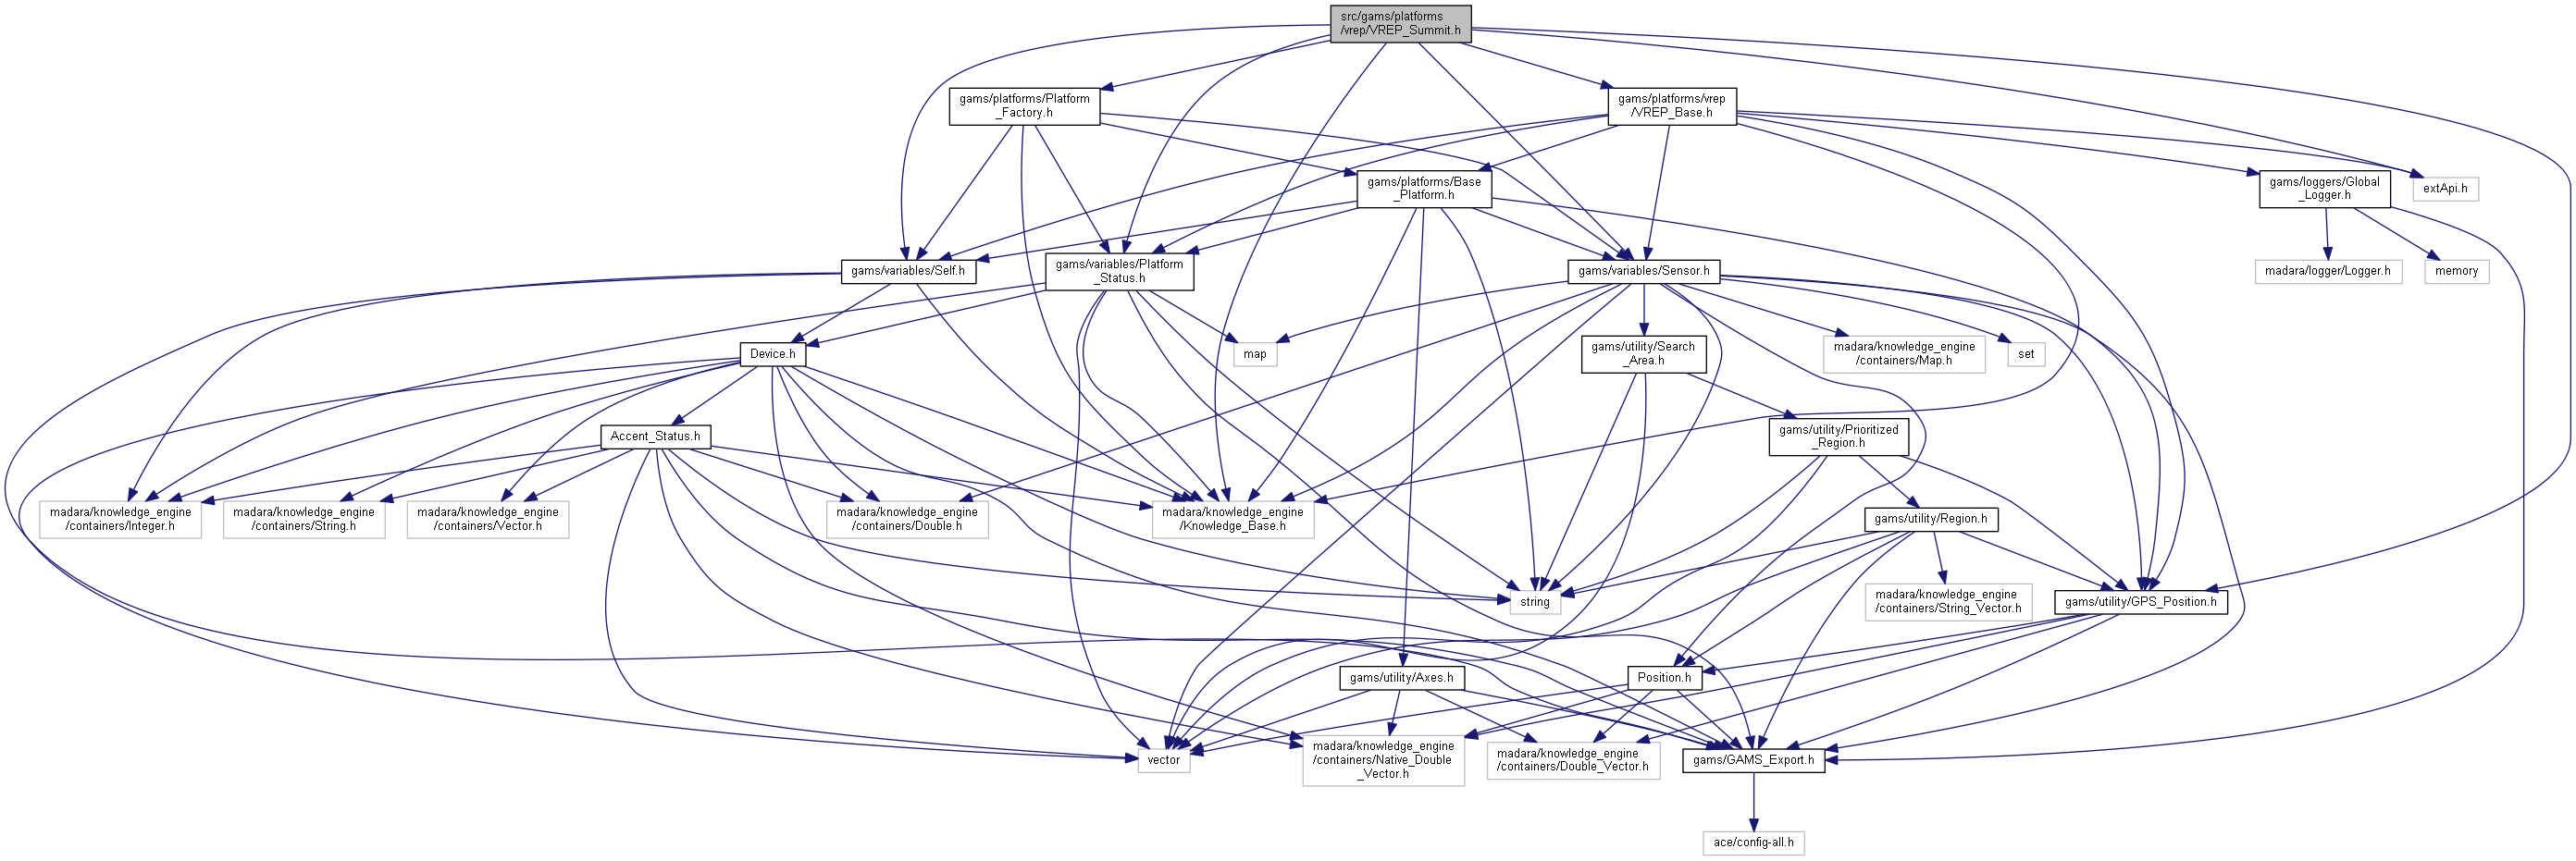 src/gams/platforms
/vrep/VREP_Summit.h
gams/platforms/Platform
_Factory.h
gams/platforms/vrep
/VREP_Base.h
gams/platforms/Base
_Platform.h
gams/loggers/Global
_Logger.h
extApi.h
gams/variables/Self.h
gams/variables/Platform
_Status.h
gams/variables/Sensor.h
madara/logger/Logger.h
memory
Device.h
map
gams/utility/Search
_Area.h
madara/knowledge_engine
/containers/Map.h
set
Accent_Status.h
gams/utility/Prioritized
_Region.h
madara/knowledge_engine
/containers/Integer.h
madara/knowledge_engine
/containers/String.h
madara/knowledge_engine
/containers/Vector.h
madara/knowledge_engine
/containers/Double.h
madara/knowledge_engine
/Knowledge_Base.h
gams/utility/Region.h
string
madara/knowledge_engine
/containers/String_Vector.h
gams/utility/GPS_Position.h
gams/utility/Axes.h
Position.h
vector
madara/knowledge_engine
/containers/Native_Double
_Vector.h
madara/knowledge_engine
/containers/Double_Vector.h
gams/GAMS_Export.h
ace/config-all.h